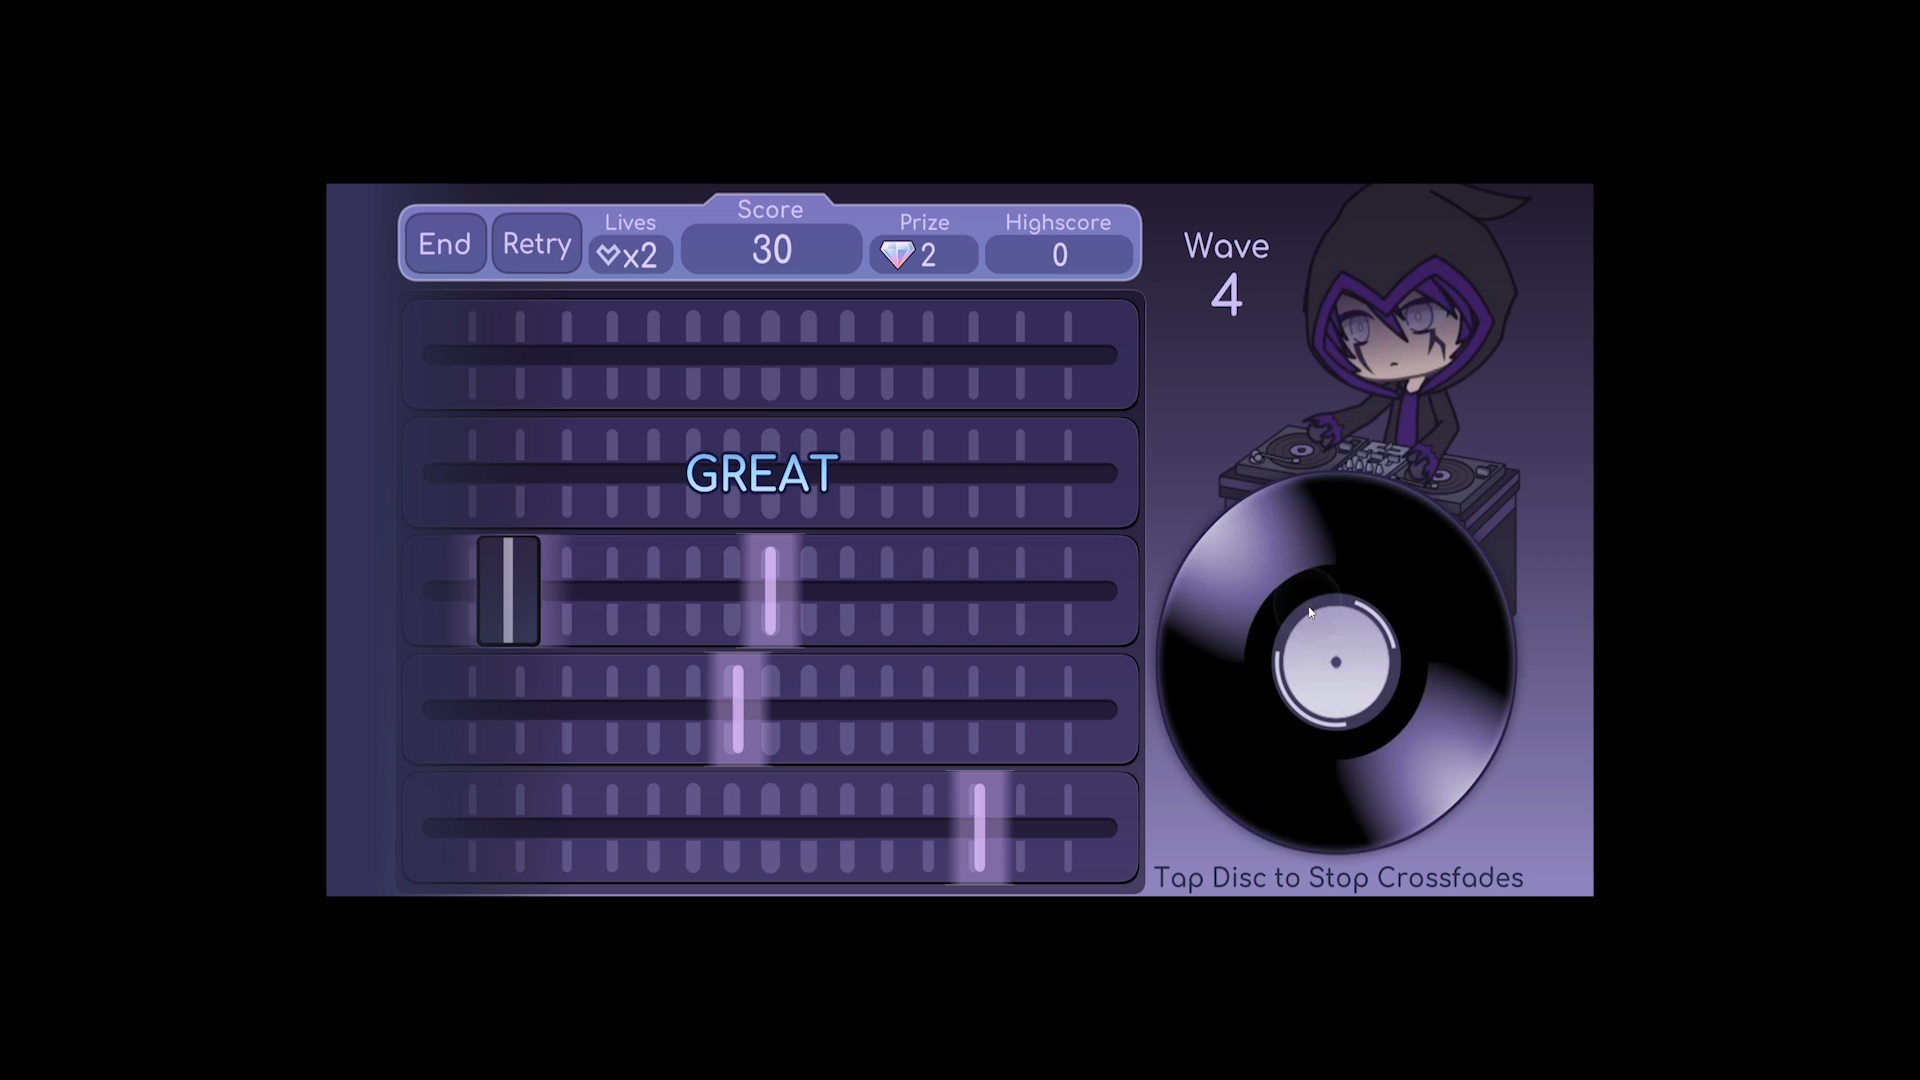 End
Retry
Lives
x2
Score
30
Prize
2
Highscore
0
Wave
4
GREAT
Tap Disc to Stop Crossfades